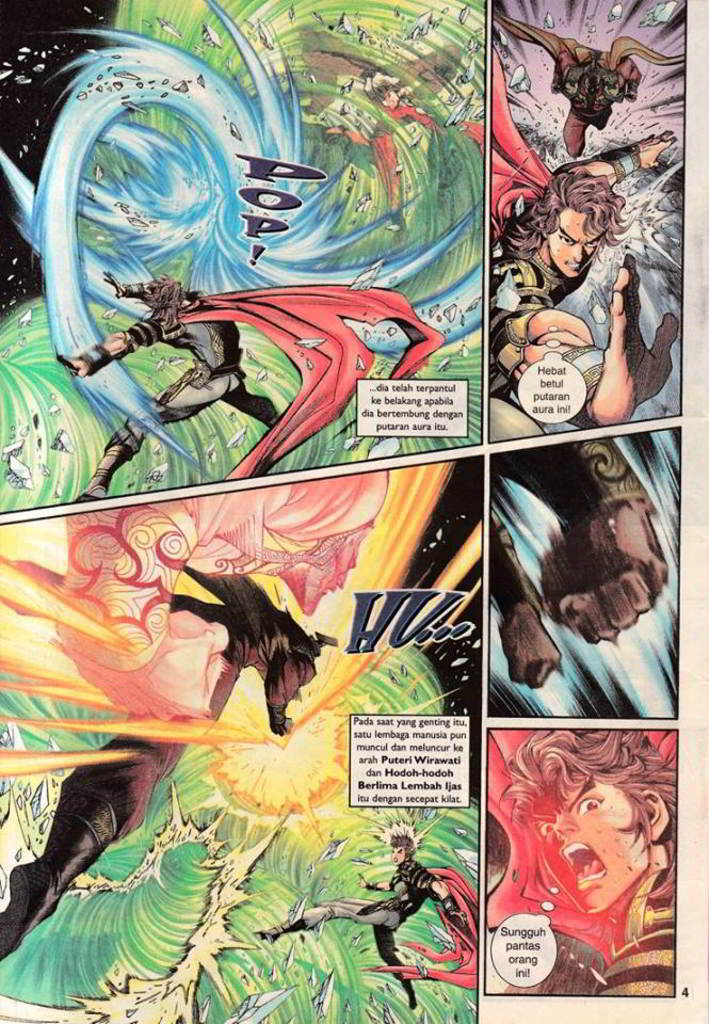 POP!
...dia telah terpantul
ke belakang apabila
dia bertembung dengan
putaran aura itu.
Hebat
betul
putaran
aura ini!
HU...
Pada saat yang genting itu,
satu lembaga manusia pun
muncul dan meluncur ke
arah Puteri Wirawati
dan Hodoh-hodoh
Berlima Lembah Ijas
itu dengan secepat kilat.
Sungguh
pantas
orang
ini!
4